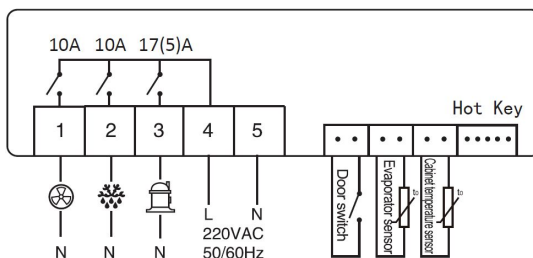 10A 10A 17(5)A
Hot Key
1 2 3 4 5
Door switch
Evaporator sensor
Cabinet temperature sensor
L N
220VAC
N N N 50/60Hz